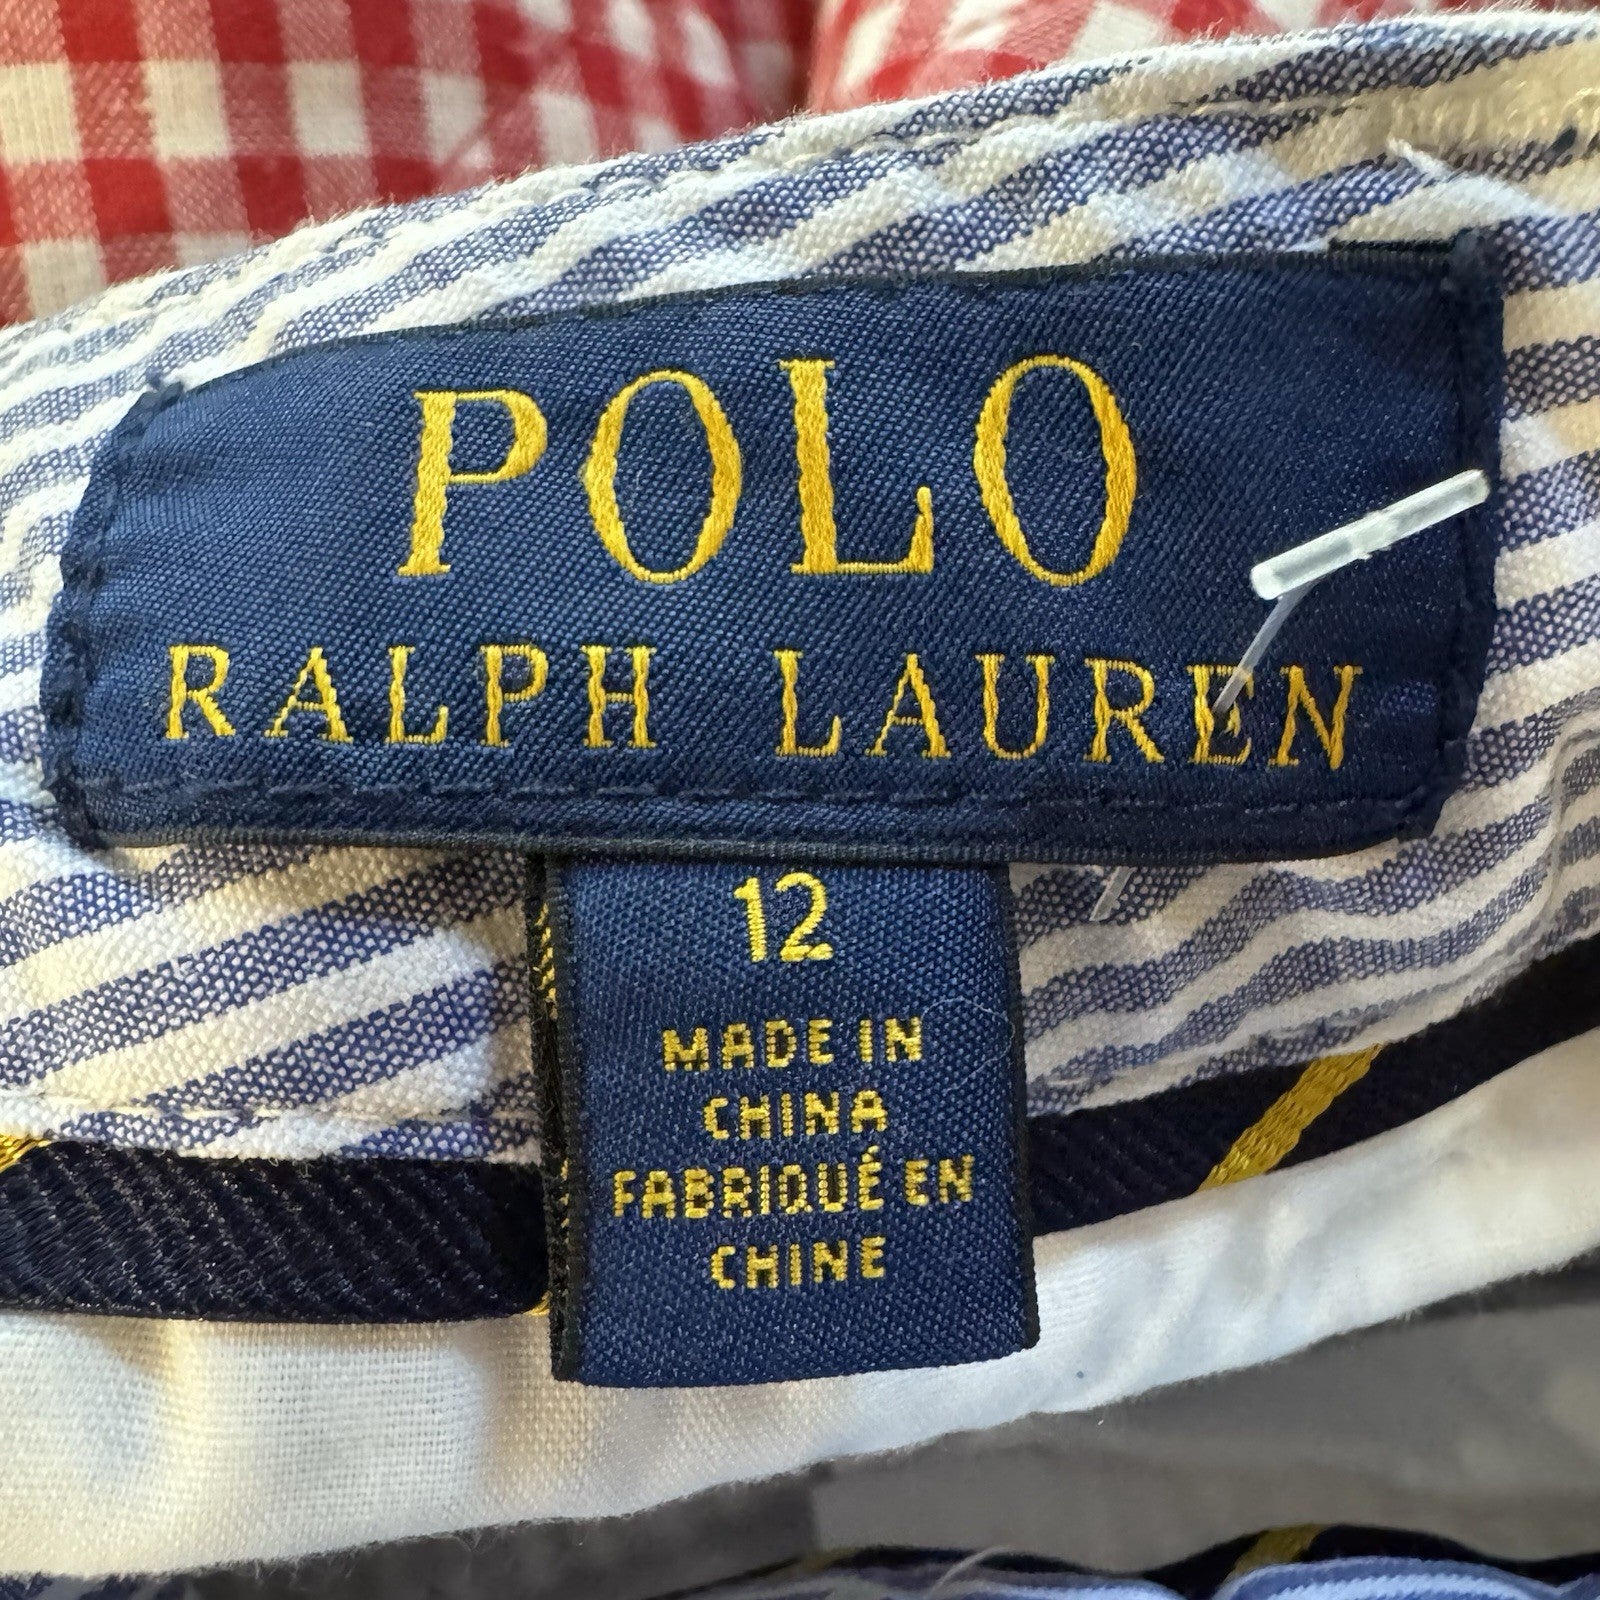 POLO
RALPH LAUREN
12
MADE IN
CHINA
FABRIQUÉ EN
CHINE